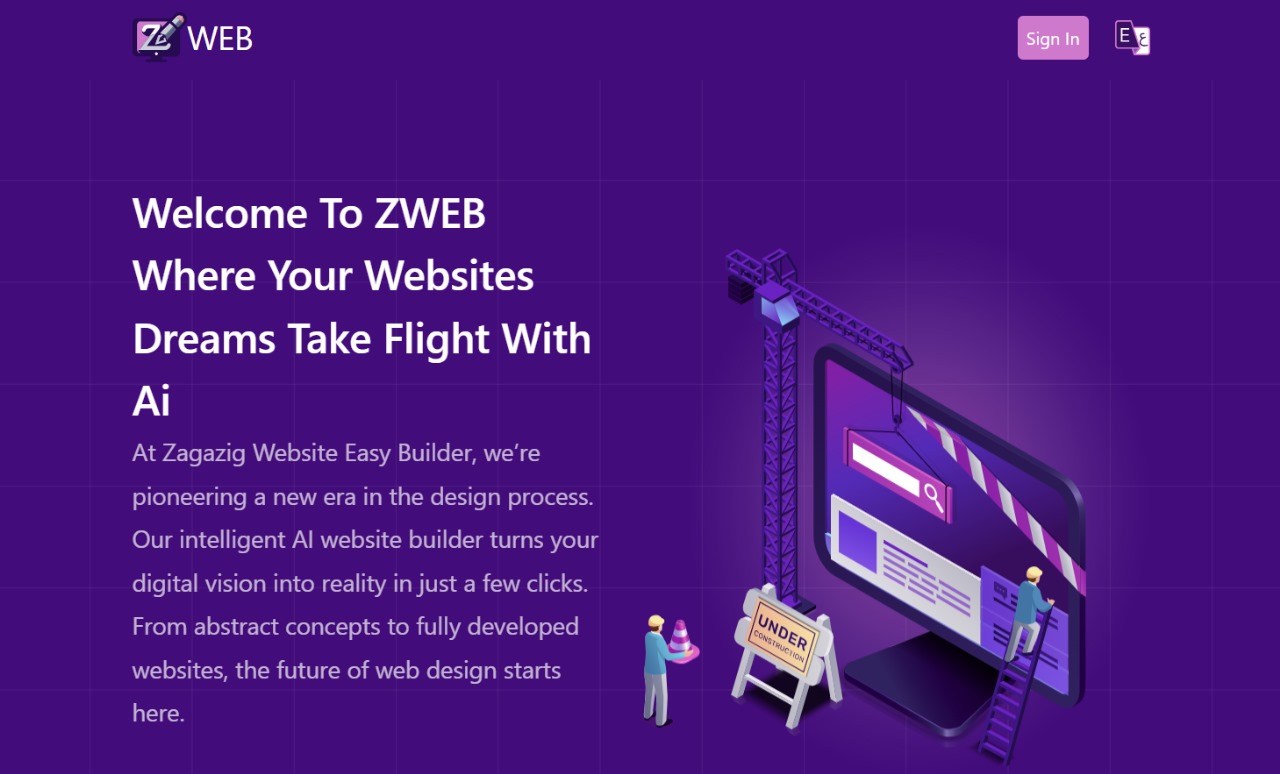 Z WEB
Sign In
E ع
Welcome To ZWEB
Where Your Websites
Dreams Take Flight With
Ai
At Zagazig Website Easy Builder, we’re
pioneering a new era in the design process.
Our intelligent AI website builder turns your
digital vision into reality in just a few clicks.
From abstract concepts to fully developed
websites, the future of web design starts
here.
UNDER
CONSTRUCTION